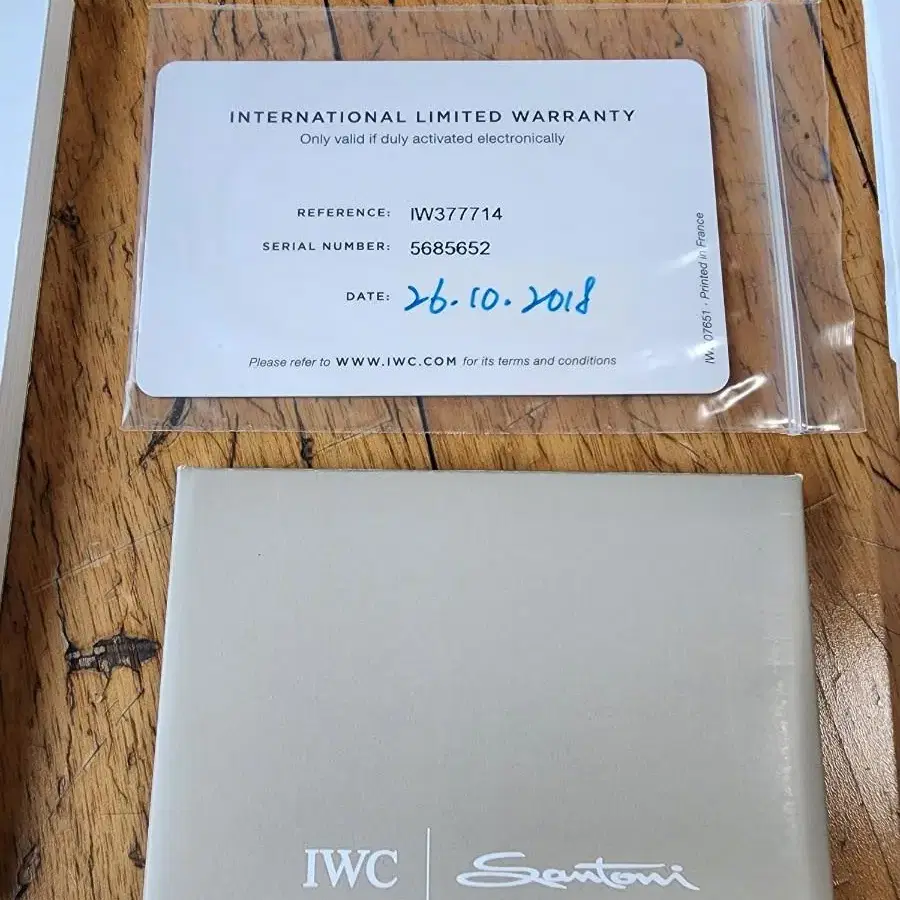 INTERNATIONAL LIMITED WARRANTY
Only valid if duly activated electronically
REFERENCE: IW377714
SERIAL NUMBER: 5685652
DATE: 26.10.2018
Please refer to WWW.IWC.COM for its terms and conditions
07651 · Printed in France
IWC
Santoni